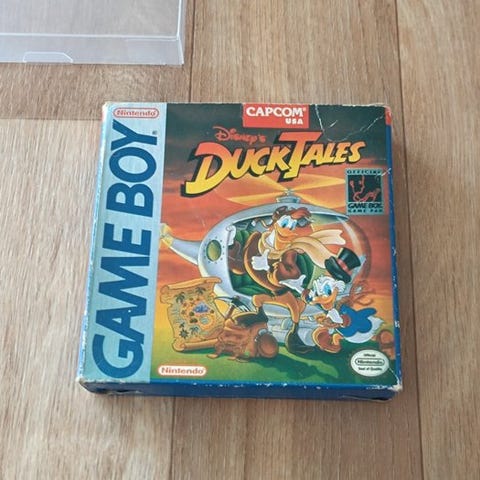 Nintendo®
GAME BOY
CAPCOM®
USA
Disney's
DUCKTALES
OFFICIAL
GAME BOY
GAME PAK
Nintendo
Official
Nintendo
Seal of Quality